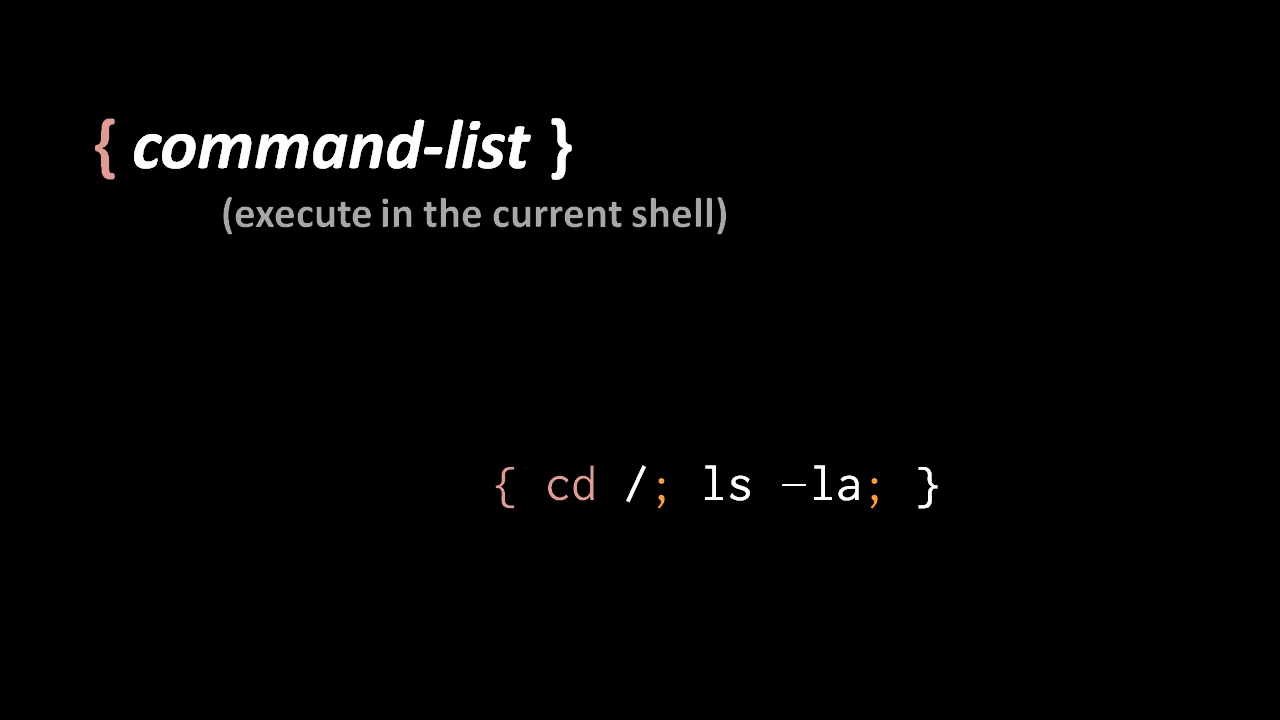 { command-list }
(execute in the current shell)
{ cd /; ls -la; }